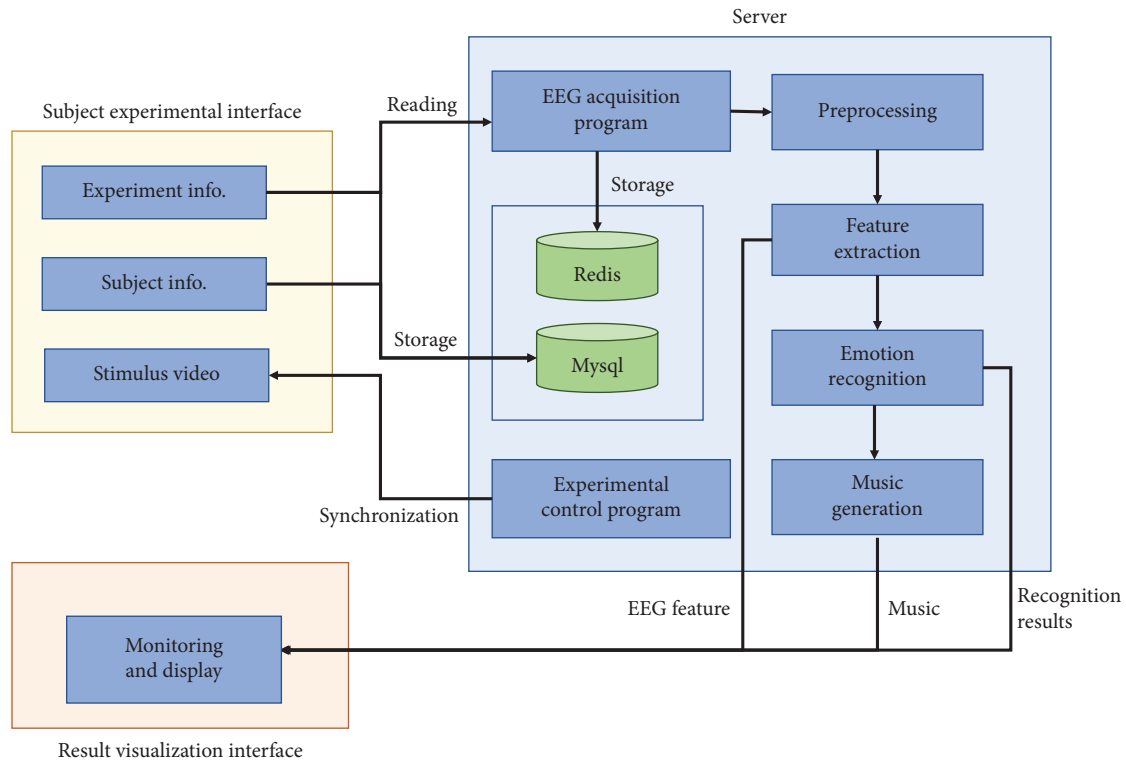 Server
Subject experimental interface
Experiment info.
Subject info.
Stimulus video
Reading
Storage
Synchronization
EEG acquisition
program
Storage
Redis
Mysql
Experimental
control program
Preprocessing
Feature
extraction
Emotion
recognition
Music
generation
EEG feature
Music
Recognition
results
Monitoring
and display
Result visualization interface